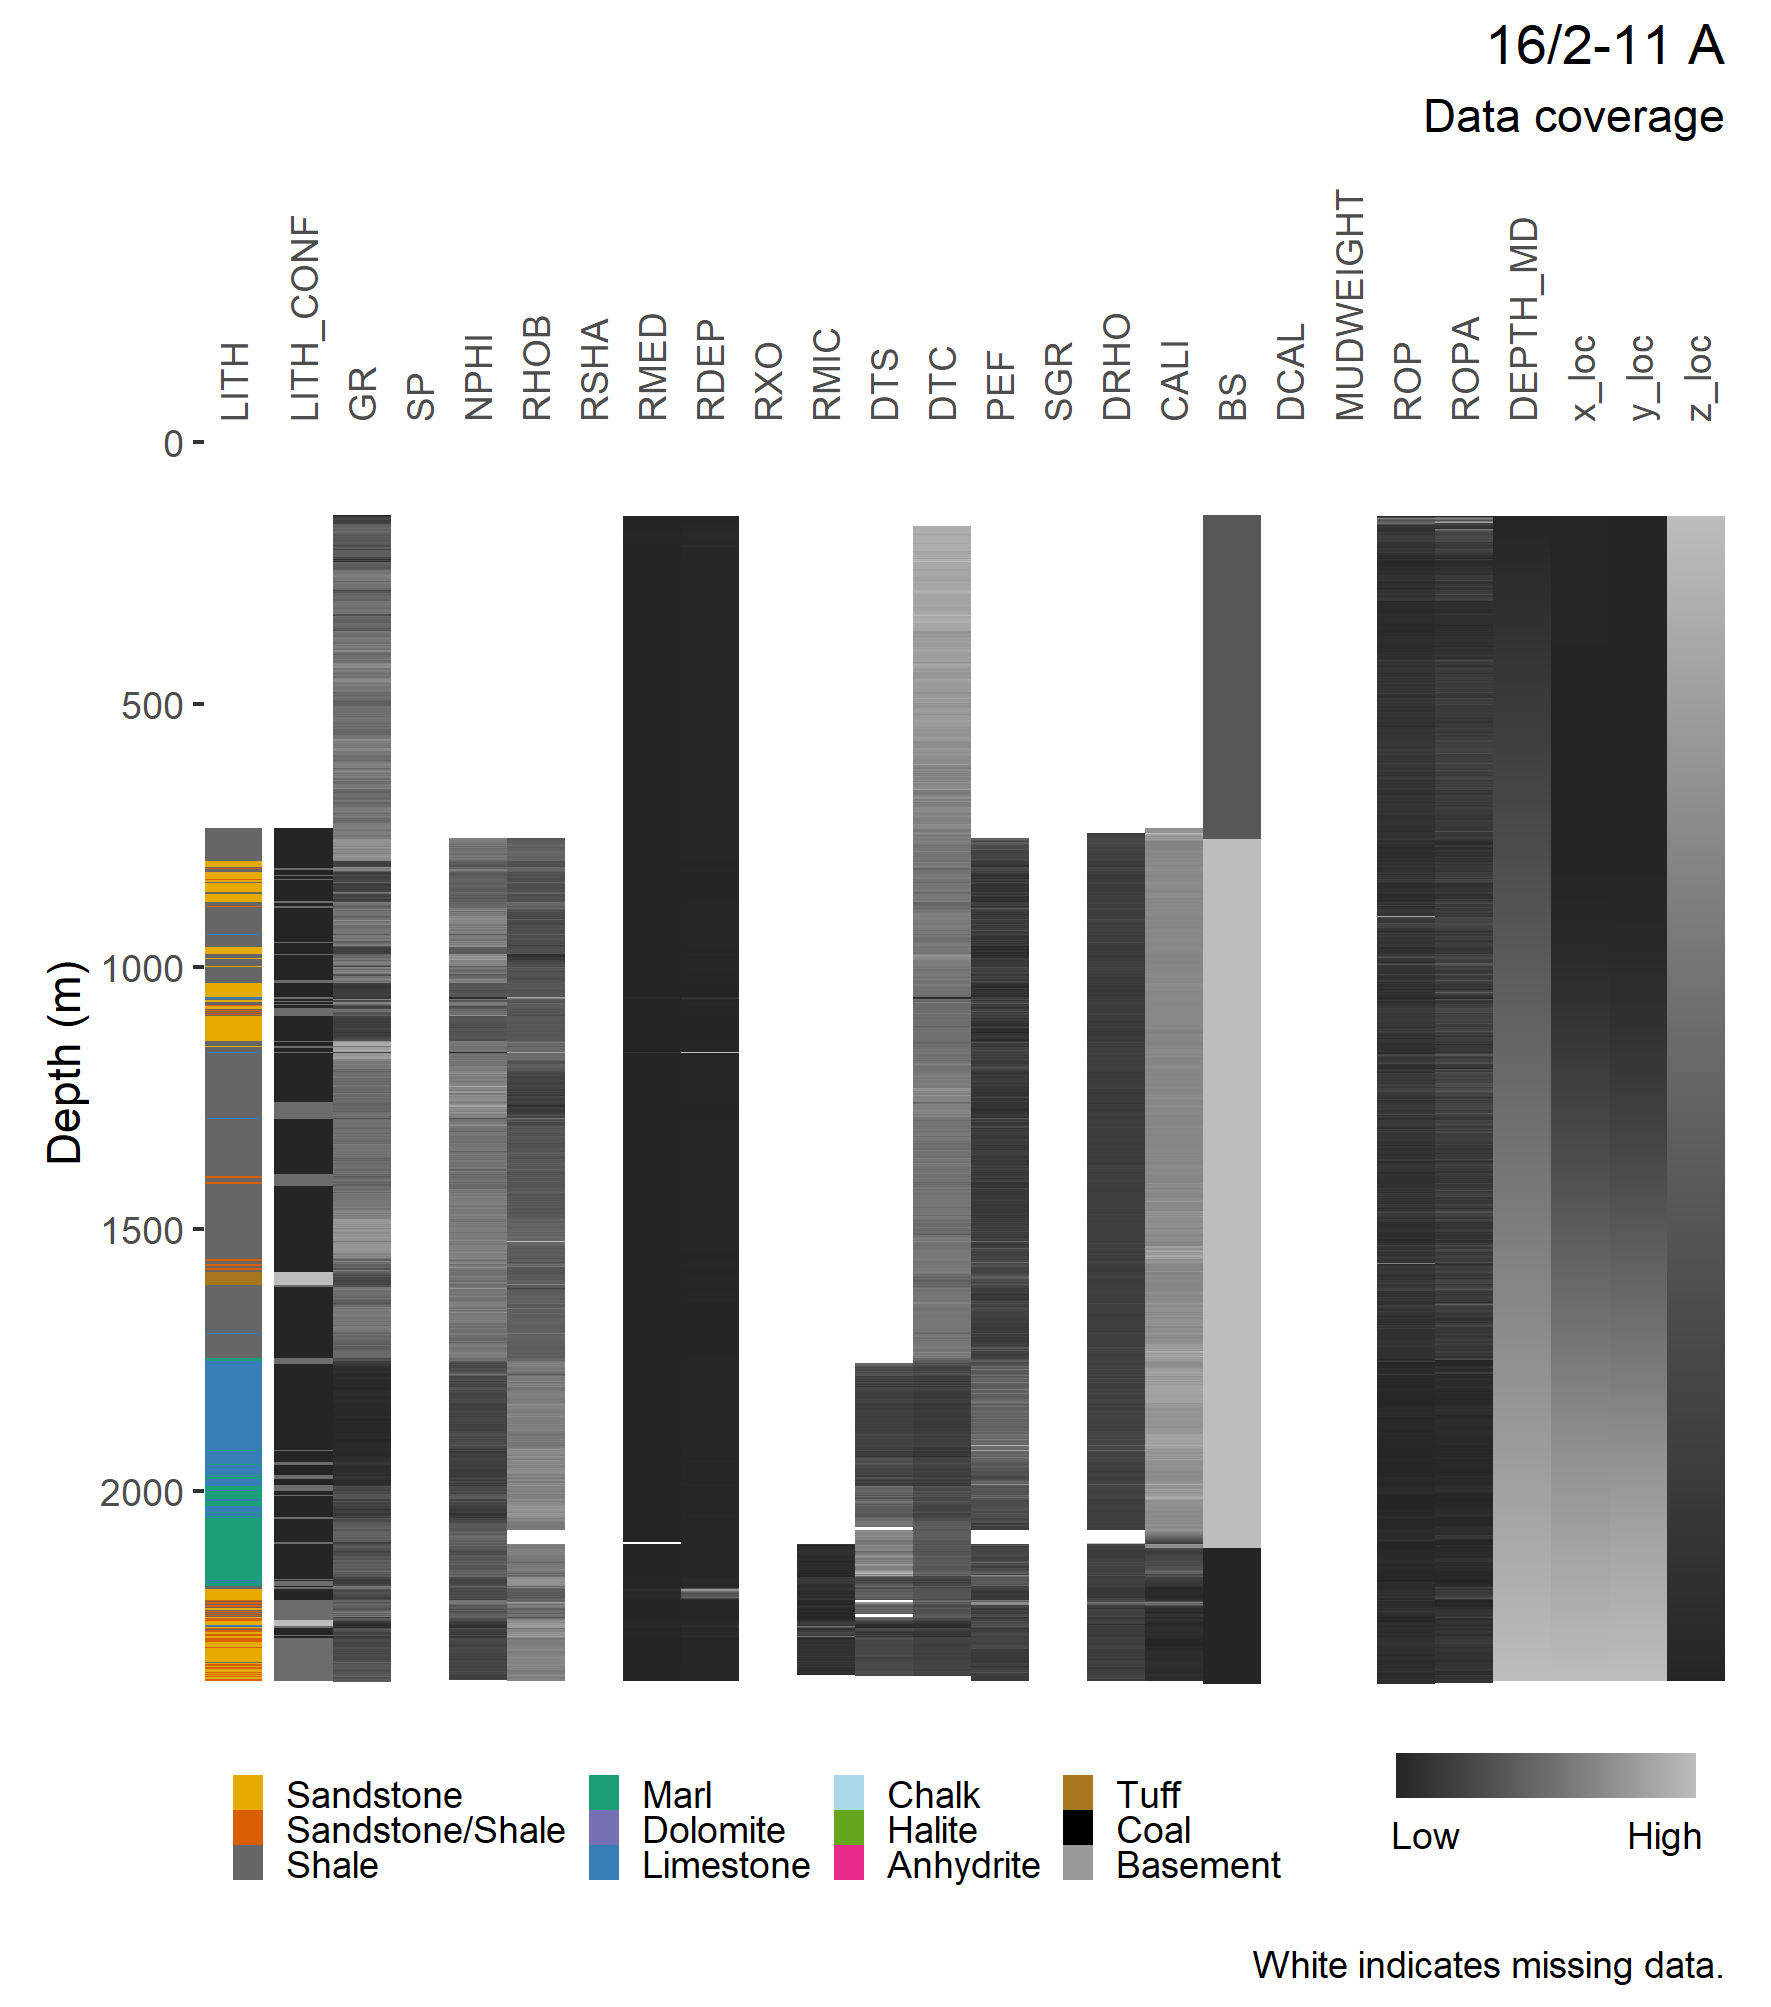 16/2-11 A
Data coverage
LITH
LITH_CONF
GR
SP
NPHI
RHOB
RSHA
RMED
RDEP
RXO
RMIC
DTS
DTC
PEF
SGR
DRHO
CALI
BS
DCAL
MUDWEIGHT
ROP
ROPA
DEPTH_MD
x_loc
y_loc
z_loc
Depth (m)
0
500
1000
1500
2000
Sandstone
Sandstone/Shale
Shale
Marl
Dolomite
Limestone
Chalk
Halite
Anhydrite
Tuff
Coal
Basement
Low High
White indicates missing data.